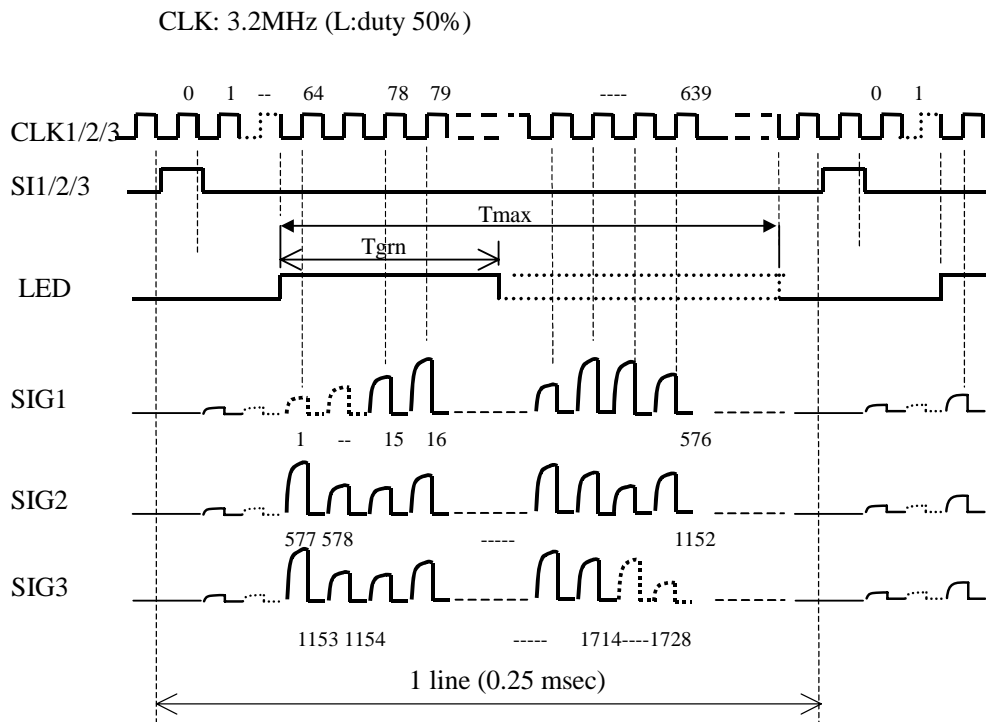 CLK: 3.2MHz (L:duty 50%)
0 1 -- 64 78 79 ---- 639 0 1
CLK1/2/3
SI1/2/3
Tmax
Tgrn
LED
SIG1
1 -- 15 16 576
SIG2
577 578 ----- 1152
SIG3
1153 1154 ----- 1714----1728
1 line (0.25 msec)